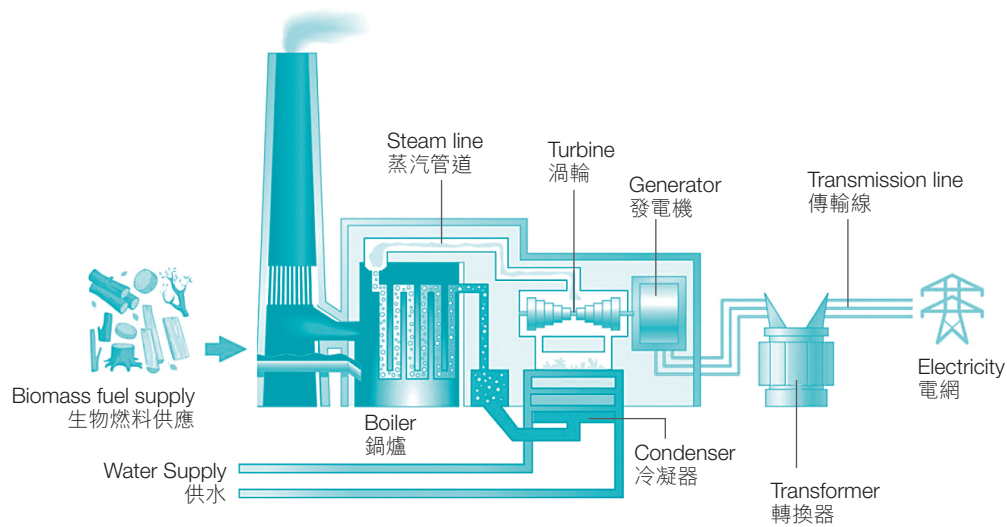 Steam line
蒸汽管道
Turbine
渦輪
Generator
發電機
Transmission line
傳輸線
Biomass fuel supply
生物燃料供應
Boiler
鍋爐
Electricity
電網
Water Supply
供水
Condenser
冷凝器
Transformer
轉換器